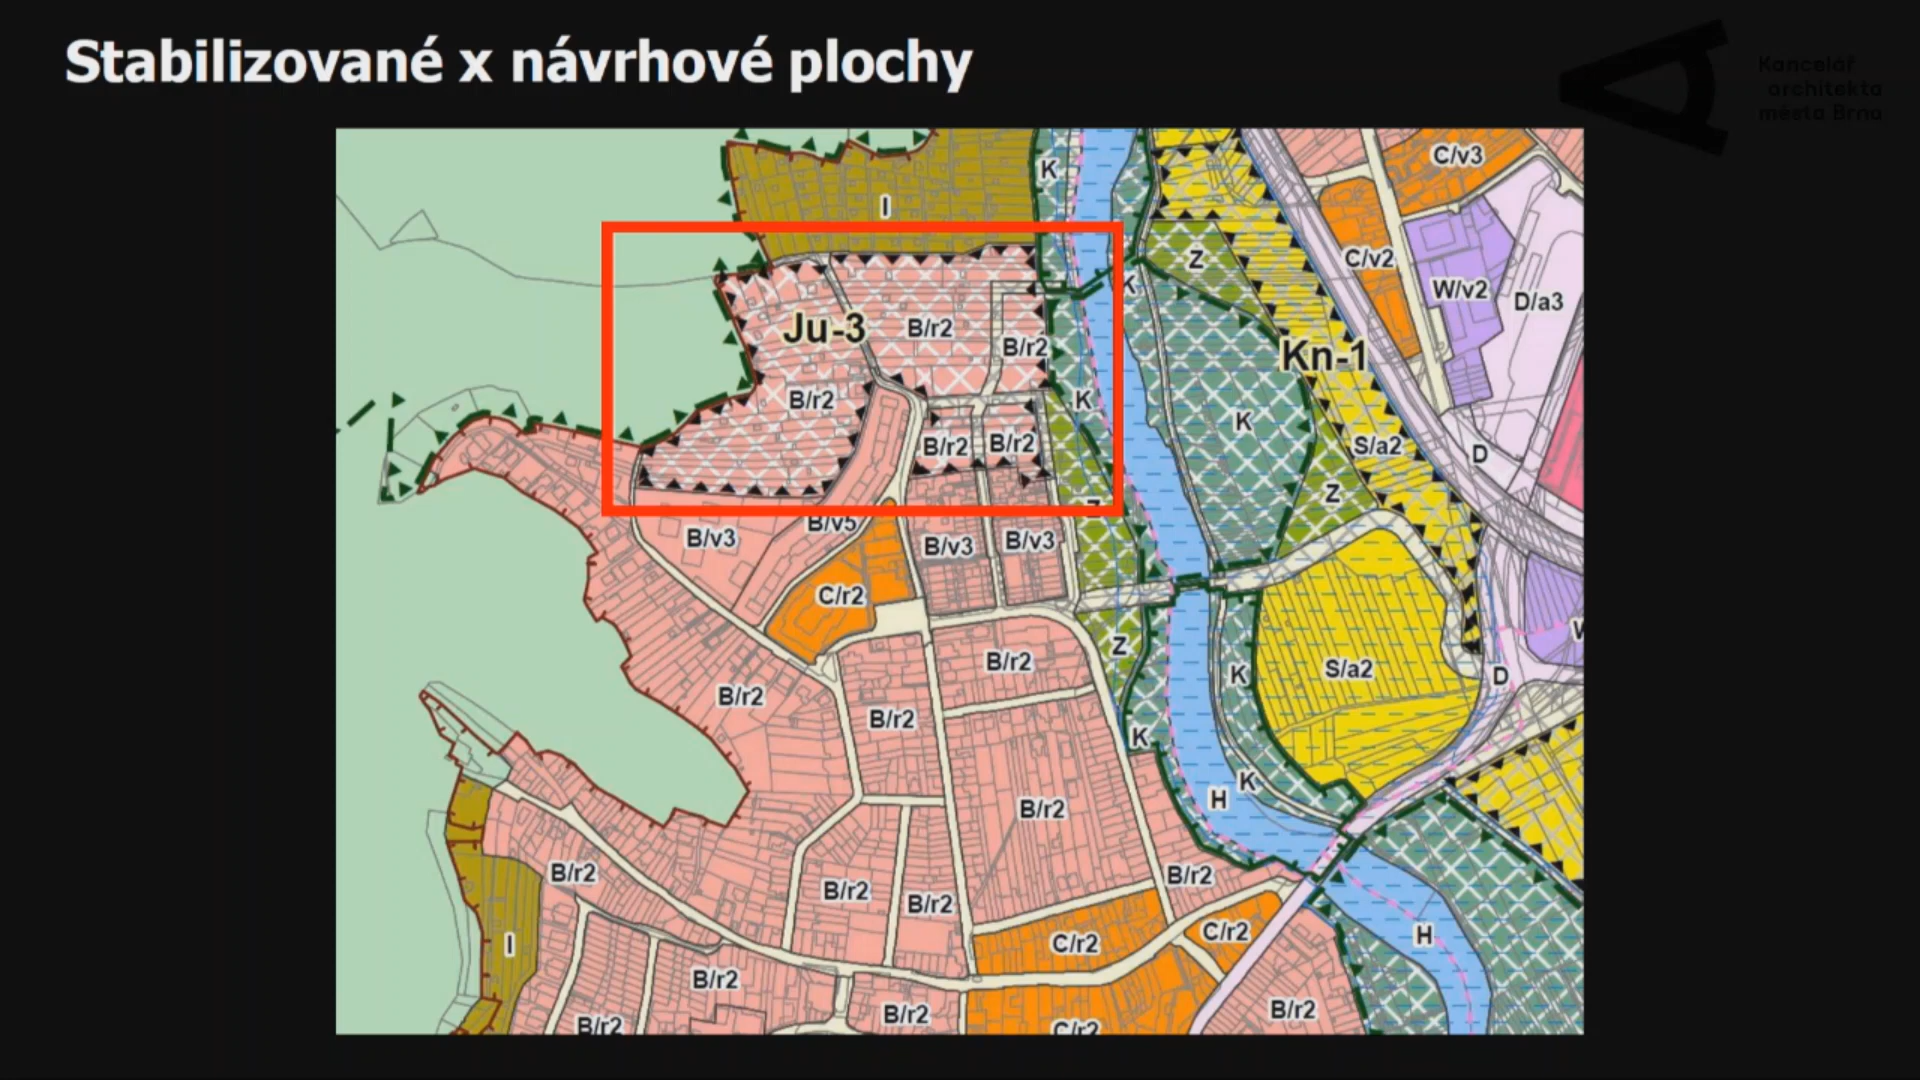 Stabilizované x návrhové plochy
Kancelář
architekta
města Brna
K
C/v3
I
Z
C/v2
K
W/v2
D/a3
Ju-3
B/r2
B/r2
Kn-1
B/r2
K
K
B/r2
B/r2
S/a2
D
Z
Z
B/v5
B/v3
B/v3
B/v3
C/r2
Z
B/r2
K
S/a2
D
B/r2
B/r2
K
K
H
B/r2
B/r2
B/r2
B/r2
B/r2
I
C/r2
C/r2
H
B/r2
B/r2
B/r2
B/r2
C/r2